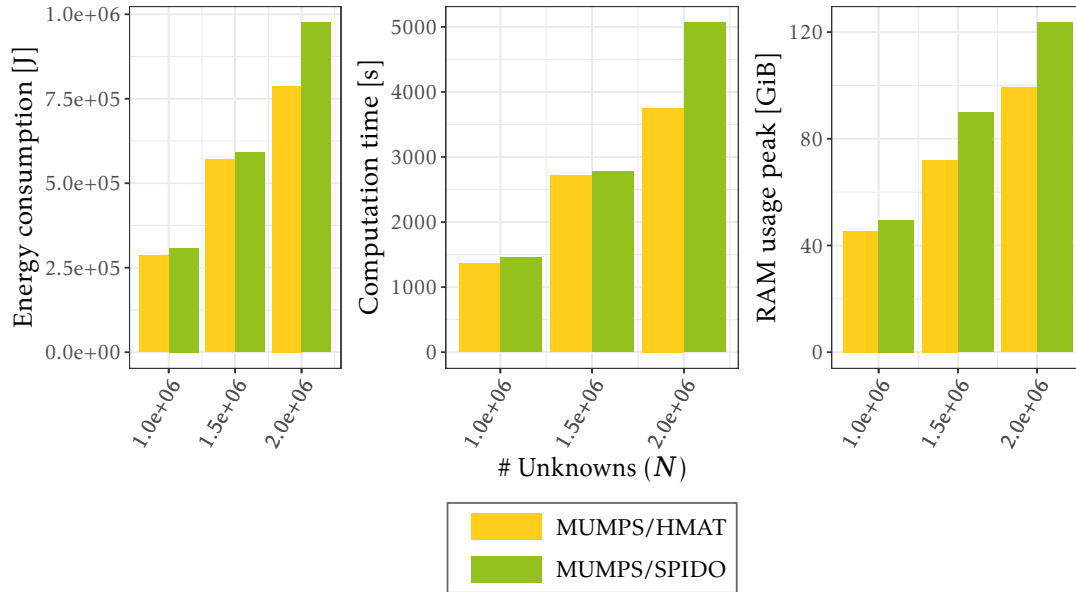 Energy consumption [J]
1.0e+06
7.5e+05
5.0e+05
2.5e+05
0.0e+00
1.0e+06
1.5e+06
2.0e+06
Computation time [s]
5000
4000
3000
2000
1000
0
1.0e+06
1.5e+06
2.0e+06
RAM usage peak [GiB]
120
80
40
0
1.0e+06
1.5e+06
2.0e+06
# Unknowns (N)
MUMPS/HMAT
MUMPS/SPIDO